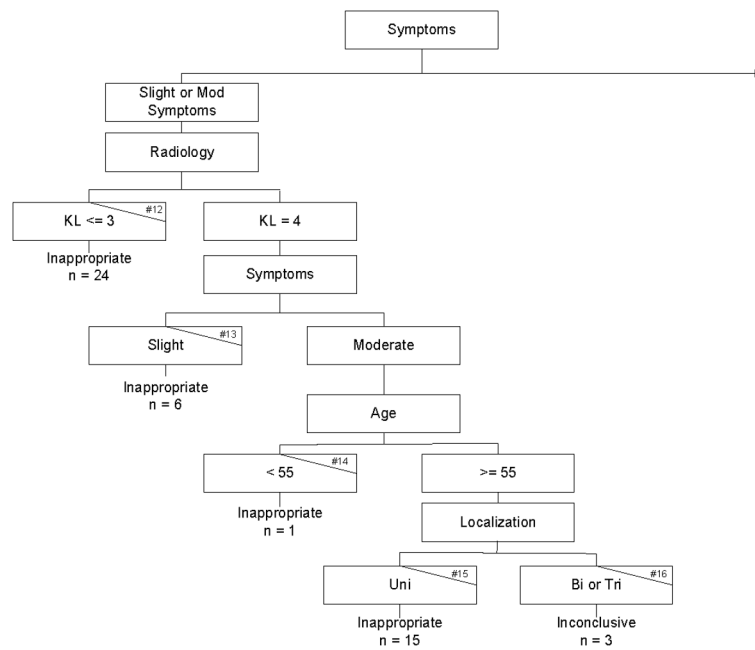 Symptoms
Slight or Mod
Symptoms
Radiology
#12
KL <= 3
KL = 4
Inappropriate
n = 24
Symptoms
#13
Slight
Moderate
Inappropriate
n = 6
Age
#14
< 55
>= 55
Inappropriate
n = 1
Localization
#15
Uni
#16
Bi or Tri
Inappropriate
n = 15
Inconclusive
n = 3